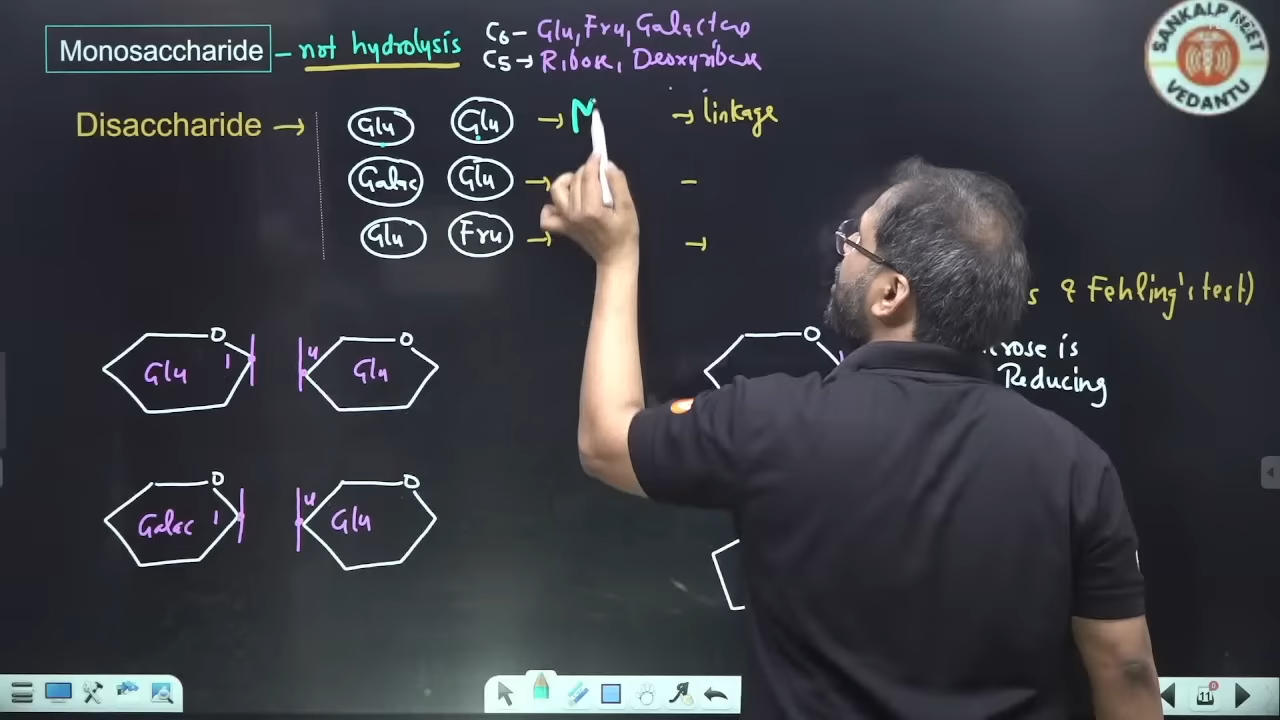 Monosaccharide - not hydrolysis
C6 - Glu, Fru, Galactose
C5 → Ribose, Deoxyribose
SANKALP NEET
VEDANTU
Disaccharide → Glu Glu → → linkage
Galac Glu → -
Glu Fru → →
& Fehling's test)
is
Reducing
O
Glu 1
O
4 Glu
O
O
Galac 1
O
4 Glu
11